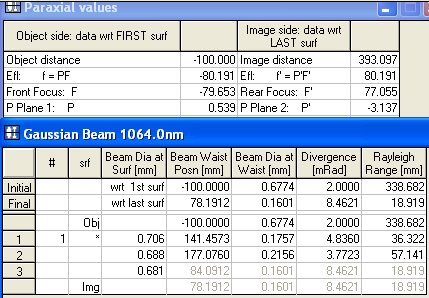 Paraxial values
Object side: data wrt FIRST surf Image side: data wrt LAST surf
Object distance -100.000 Image distance 393.097
Efl: f = PF -80.191 Efl: f' = P'F' 80.191
Front Focus: F -79.653 Rear Focus: F' 77.055
P Plane 1: P 0.539 P Plane 2: P' -3.137
Gaussian Beam 1064.0nm
# srf Beam Dia at Surf [mm] Beam Waist Posn [mm] Beam Dia at Waist [mm] Divergence [mRad] Rayleigh Range [mm]
Initial wrt 1st surf -100.0000 0.6774 2.0000 338.682
Final wrt last surf 78.1912 0.1601 8.4621 18.919
Obj -100.0000 0.6774 2.0000 338.682
1 1 * 0.706 141.4573 0.1757 4.8360 36.322
2 0.688 177.0760 0.2156 3.7723 57.141
3 0.681 84.0912 0.1601 8.4621 18.919
Img 78.1912 0.1601 8.4621 18.919